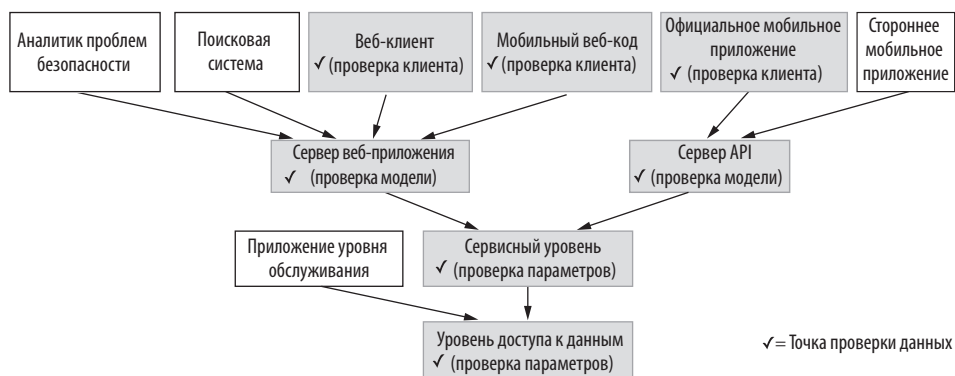 Аналитик проблем
безопасности
Поисковая
система
Веб-клиент
✓ (проверка клиента)
Мобильный веб-код
✓ (проверка клиента)
Официальное мобильное
приложение
✓ (проверка клиента)
Стороннее
мобильное
приложение
Сервер веб-приложения
✓ (проверка модели)
Сервер API
✓ (проверка модели)
Приложение уровня
обслуживания
Сервисный уровень
✓ (проверка параметров)
Уровень доступа к данным
✓ (проверка параметров)
✓ = Точка проверки данных